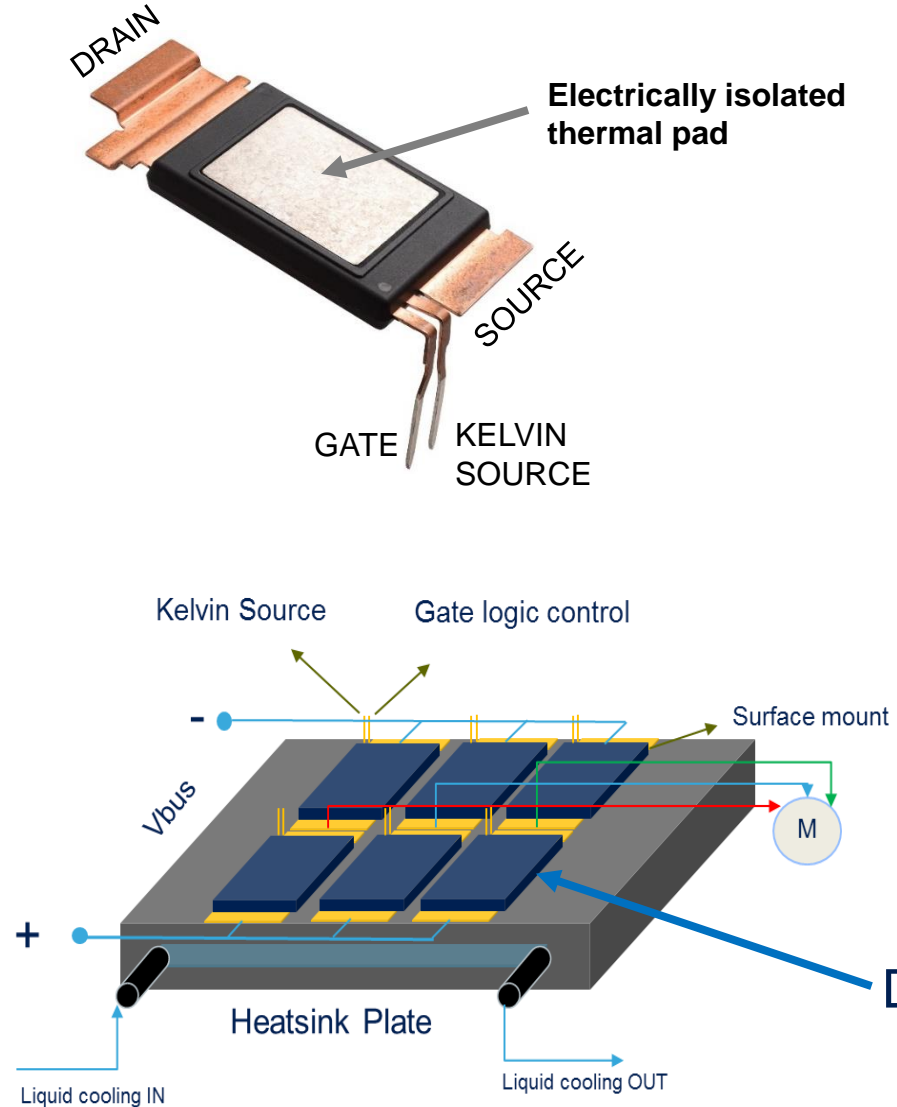 DRAIN
Electrically isolated
thermal pad
SOURCE
GATE
KELVIN
SOURCE
Kelvin Source
Gate logic control
-
Surface mount
Vbus
M
+
Heatsink Plate
Liquid cooling IN
Liquid cooling OUT